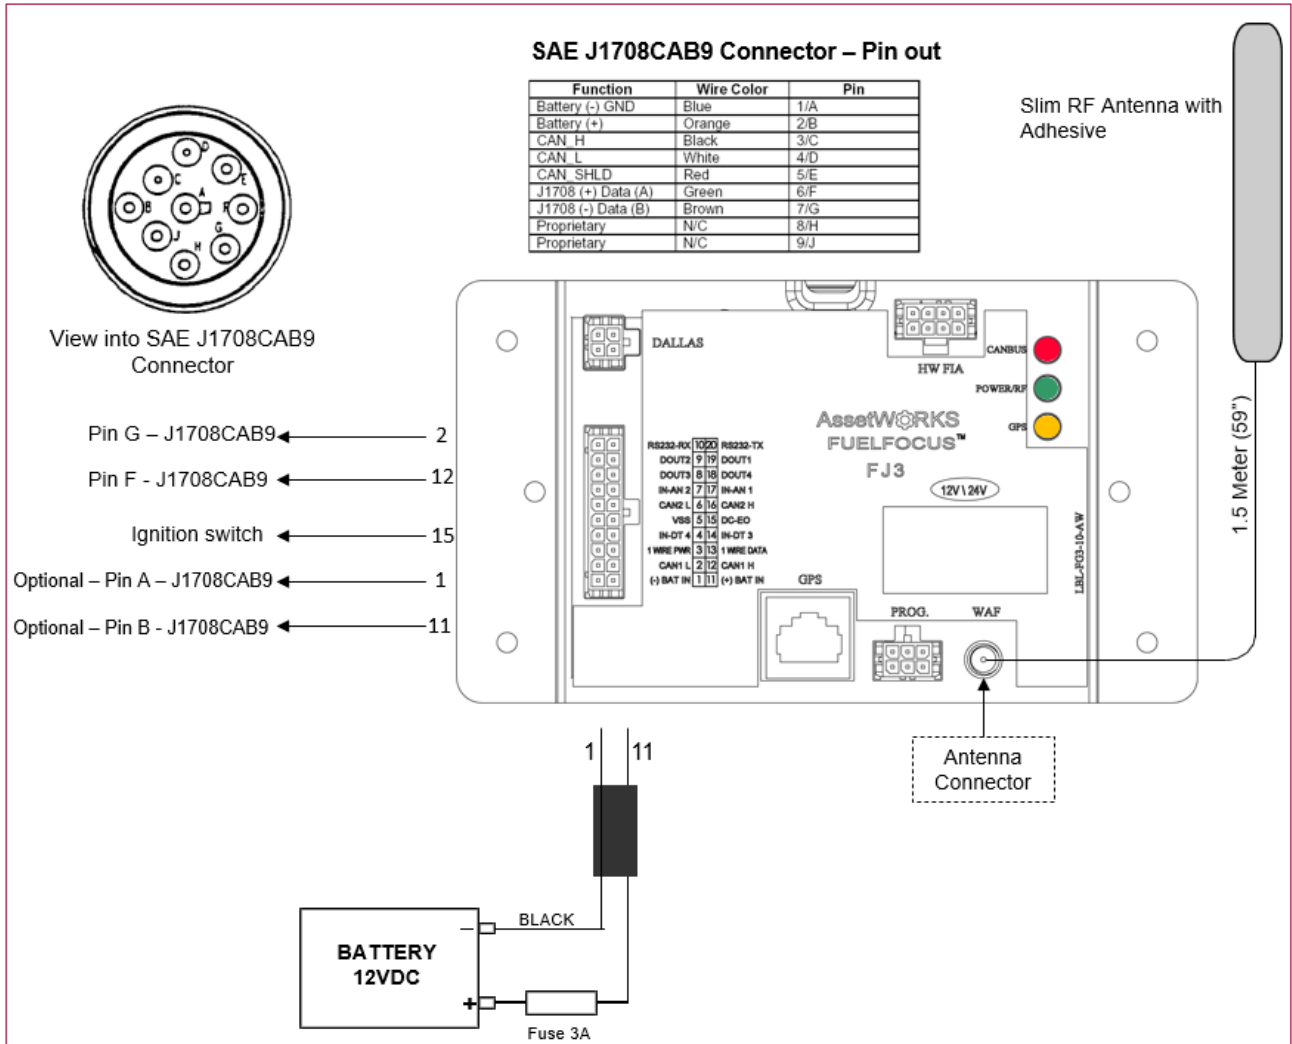 SAE J1708CAB9 Connector – Pin out
Function Wire Color Pin
Battery (-) GND Blue 1/A
Battery (+) Orange 2/B
CAN_H Black 3/C
CAN_L White 4/D
CAN_SHLD Red 5/E
J1708 (+) Data (A) Green 6/F
J1708 (-) Data (B) Brown 7/G
Proprietary N/C 8/H
Proprietary N/C 9/J
Slim RF Antenna with
Adhesive
D
C
E
A
B
J
G
H
View into SAE J1708CAB9
Connector
Pin G – J1708CAB9
2
Pin F - J1708CAB9
12
Ignition switch
15
Optional – Pin A – J1708CAB9
1
Optional – Pin B - J1708CAB9
11
DALLAS
HW FIA
CANBUS
POWER/RF
GPS
AssetWORKS
FUELFOCUS™
FJ3
12V\24V
RS232-RX 10 20 RS232-TX
DOUT2 9 19 DOUT1
DOUT3 8 18 DOUT4
IN-AN 2 7 17 IN-AN 1
CAN2 L 6 16 CAN2 H
VSS 5 15 DC-EO
IN-DT 4 4 14 IN-DT 3
1 WIRE PWR 3 13 1 WIRE DATA
CAN1 L 2 12 CAN1 H
(-) BAT IN 1 11 (+) BAT IN
GPS
PROG.
WAF
LBL-FG3-10-AW
1.5 Meter (59")
Antenna
Connector
1
11
BLACK
BATTERY
12VDC
–
+
Fuse 3A